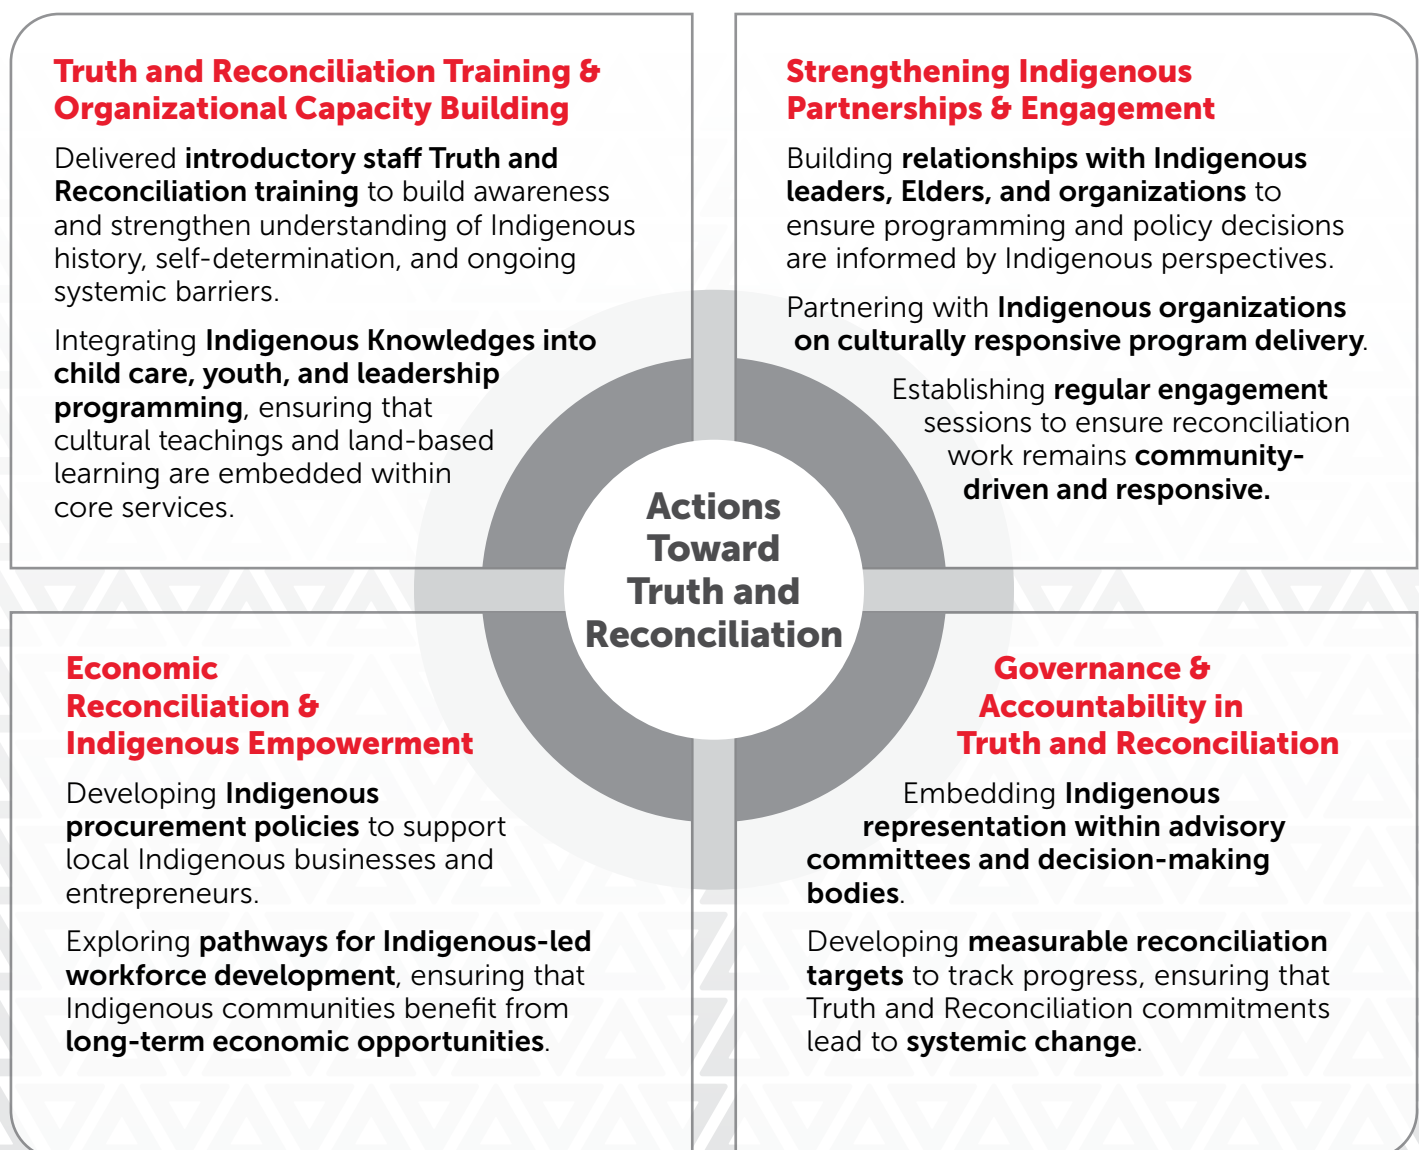 Truth and Reconciliation Training &
Organizational Capacity Building
Delivered introductory staff Truth and
Reconciliation training to build awareness
and strengthen understanding of Indigenous
history, self-determination, and ongoing
systemic barriers.
Integrating Indigenous Knowledges into
child care, youth, and leadership
programming, ensuring that
cultural teachings and land-based
learning are embedded within
core services.
Strengthening Indigenous
Partnerships & Engagement
Building relationships with Indigenous
leaders, Elders, and organizations to
ensure programming and policy decisions
are informed by Indigenous perspectives.
Partnering with Indigenous organizations
on culturally responsive program delivery.
Establishing regular engagement
sessions to ensure reconciliation
work remains community-
driven and responsive.
Actions
Toward
Truth and
Reconciliation
Economic
Reconciliation &
Indigenous Empowerment
Developing Indigenous
procurement policies to support
local Indigenous businesses and
entrepreneurs.
Exploring pathways for Indigenous-led
workforce development, ensuring that
Indigenous communities benefit from
long-term economic opportunities.
Governance &
Accountability in
Truth and Reconciliation
Embedding Indigenous
representation within advisory
committees and decision-making
bodies.
Developing measurable reconciliation
targets to track progress, ensuring that
Truth and Reconciliation commitments
lead to systemic change.